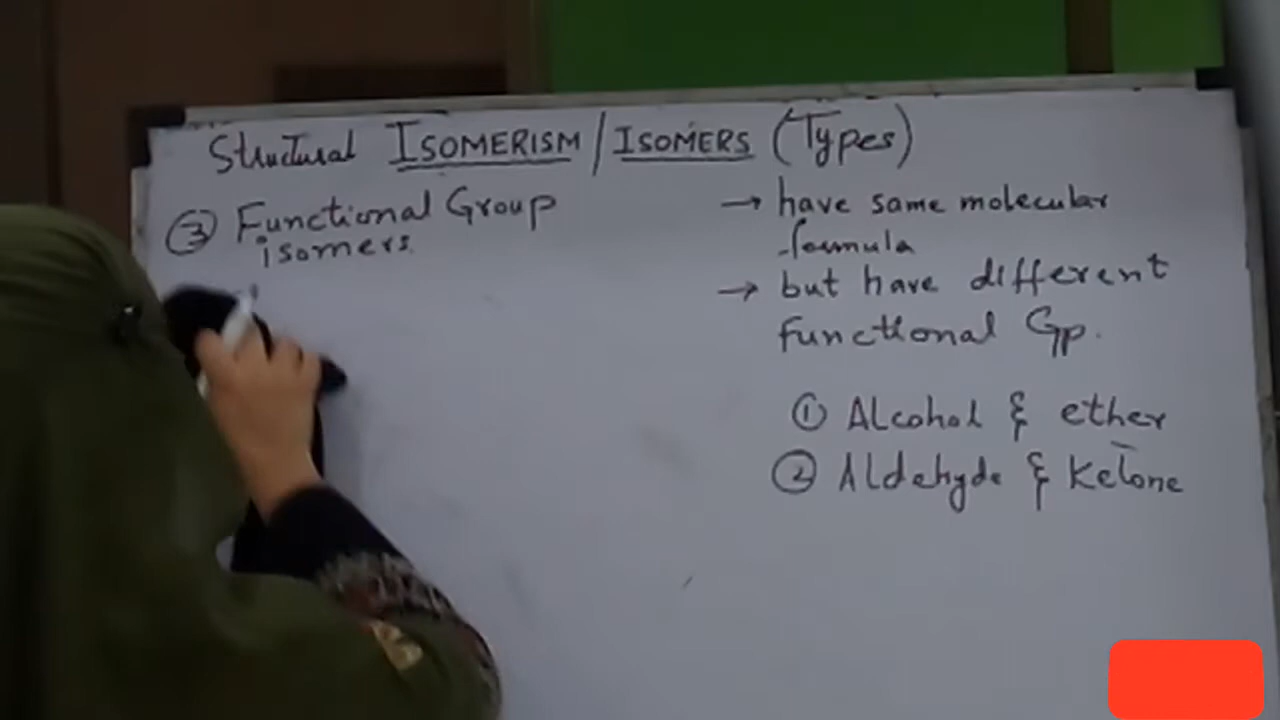 Structural ISOMERISM / ISOMERS (Types)
③ Functional Group
isomers.
→ have same molecular
formula
→ but have different
Functional Gp.
① Alcohol & ether
② Aldehyde & Ketone